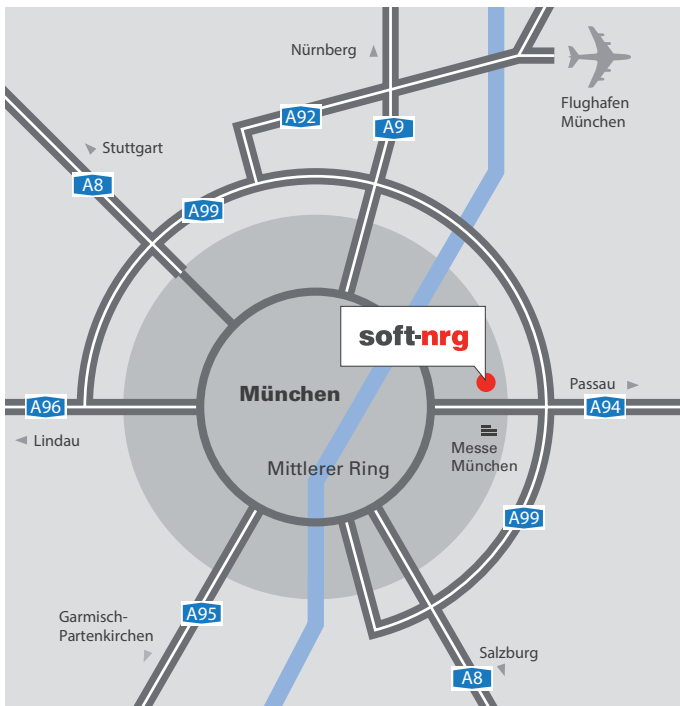 Nürnberg
Flughafen
München
A92
A9
Stuttgart
A8
A99
soft-nrg
München
Passau
A96
A94
Lindau
Messe
München
Mittlerer Ring
A99
A95
Garmisch-
Partenkirchen
Salzburg
A8